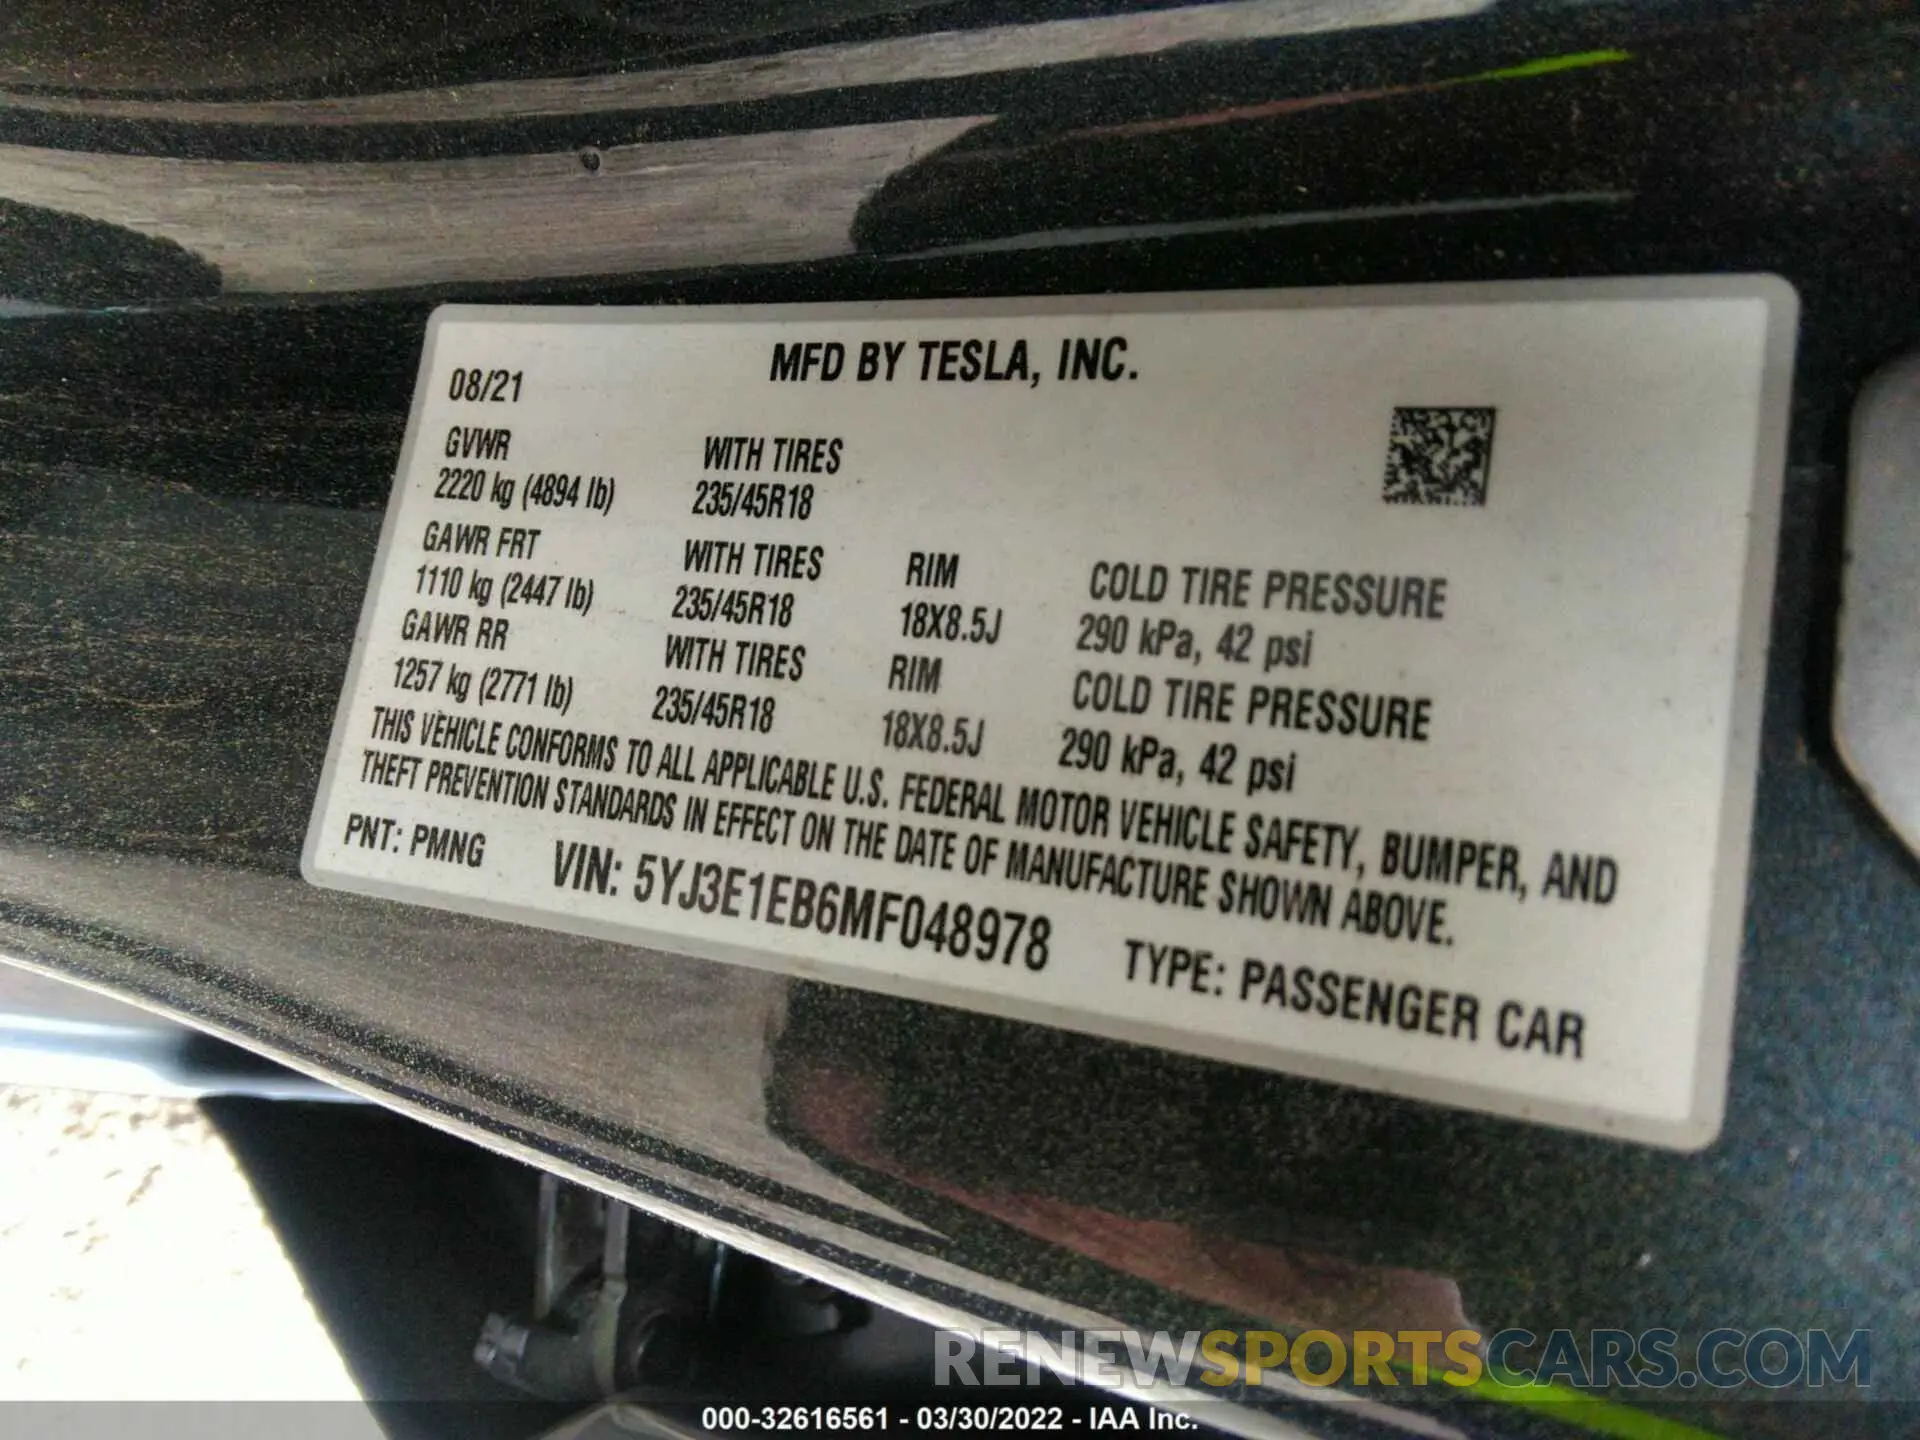 MFD BY TESLA, INC.
08/21
GVWR
2220 kg (4894 lb)
WITH TIRES
235/45R18
GAWR FRT
1110 kg (2447 lb)
WITH TIRES
235/45R18
RIM
18X8.5J
COLD TIRE PRESSURE
290 kPa, 42 psi
GAWR RR
1257 kg (2771 lb)
WITH TIRES
235/45R18
RIM
18X8.5J
COLD TIRE PRESSURE
290 kPa, 42 psi
THIS VEHICLE CONFORMS TO ALL APPLICABLE U.S. FEDERAL MOTOR VEHICLE SAFETY, BUMPER, AND
THEFT PREVENTION STANDARDS IN EFFECT ON THE DATE OF MANUFACTURE SHOWN ABOVE.
PNT: PMNG
VIN: 5YJ3E1EB6MF048978
TYPE: PASSENGER CAR
RENEWSPORTSCARS.COM
000-32616561 - 03/30/2022 - IAA Inc.